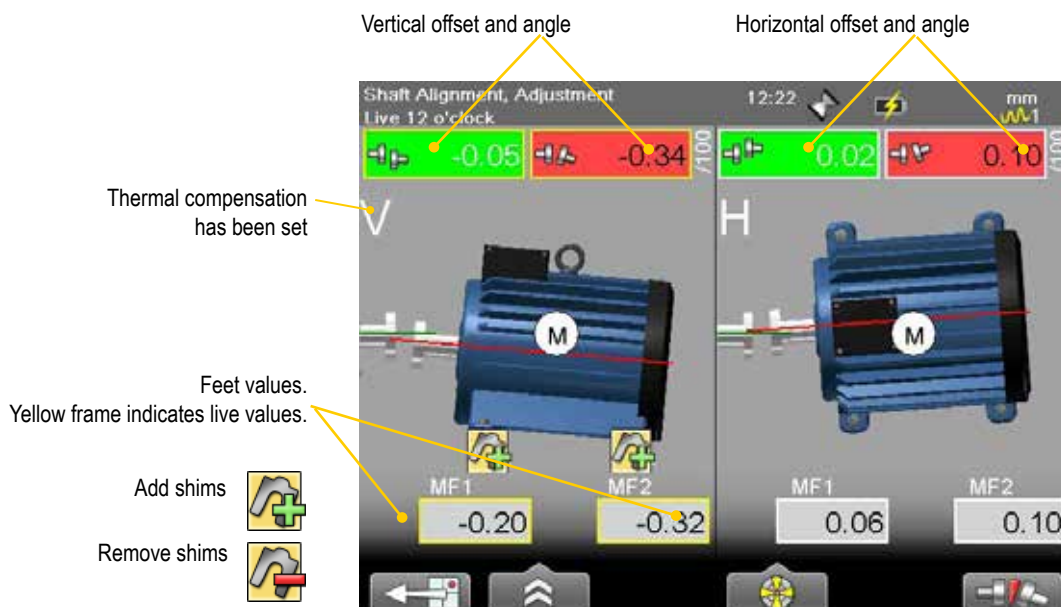 Vertical offset and angle
Horizontal offset and angle
Shaft Alignment, Adjustment
12:22
mm
Live 12 o'clock
1
-0.05
-0.34
/100
0.02
0.10
/100
Thermal compensation
has been set
V
H
M
M
Feet values.
Yellow frame indicates live values.
MF1
MF2
MF1
MF2
-0.20
-0.32
0.06
0.10
Add shims
Remove shims